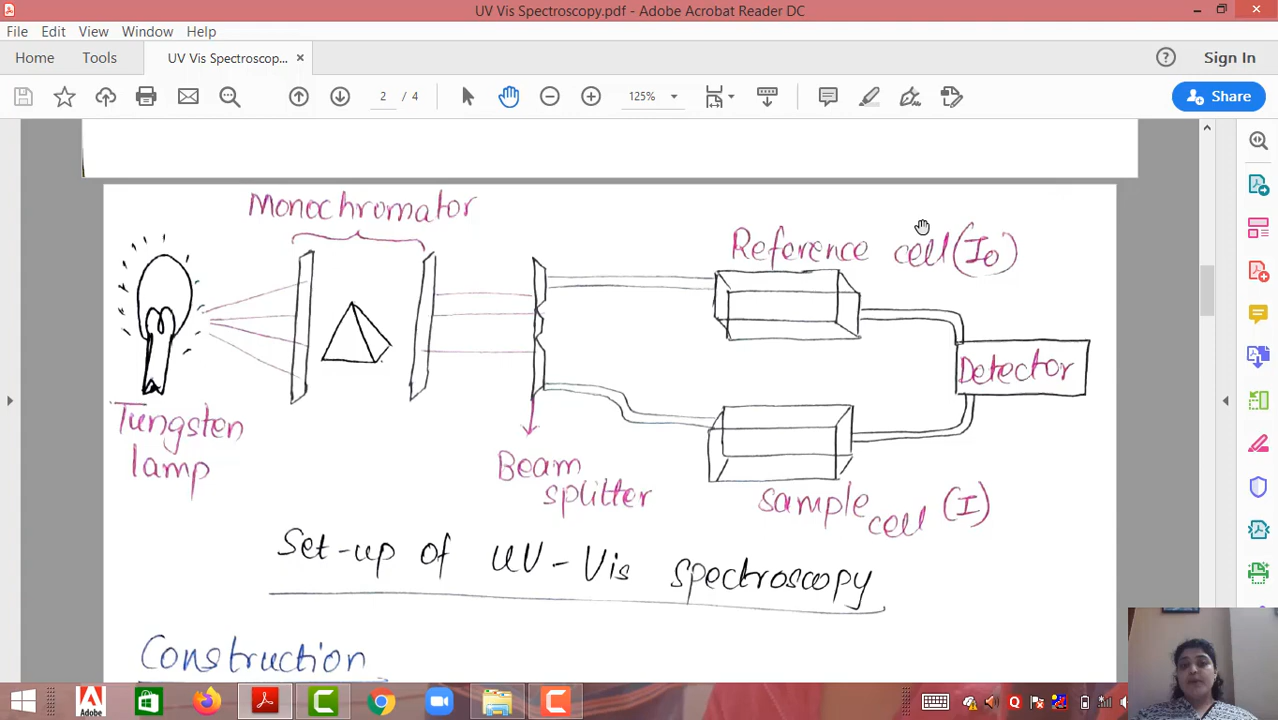 UV Vis Spectroscopy.pdf - Adobe Acrobat Reader DC
File Edit View Window Help
Home Tools UV Vis Spectroscop... × Sign In
2 / 4 125% Share
Monochromator
Reference cell (I₀)
Detector
Tungsten
lamp
Beam
splitter
Sample cell (I)
Set-up of UV-Vis spectroscopy
Construction
Adobe